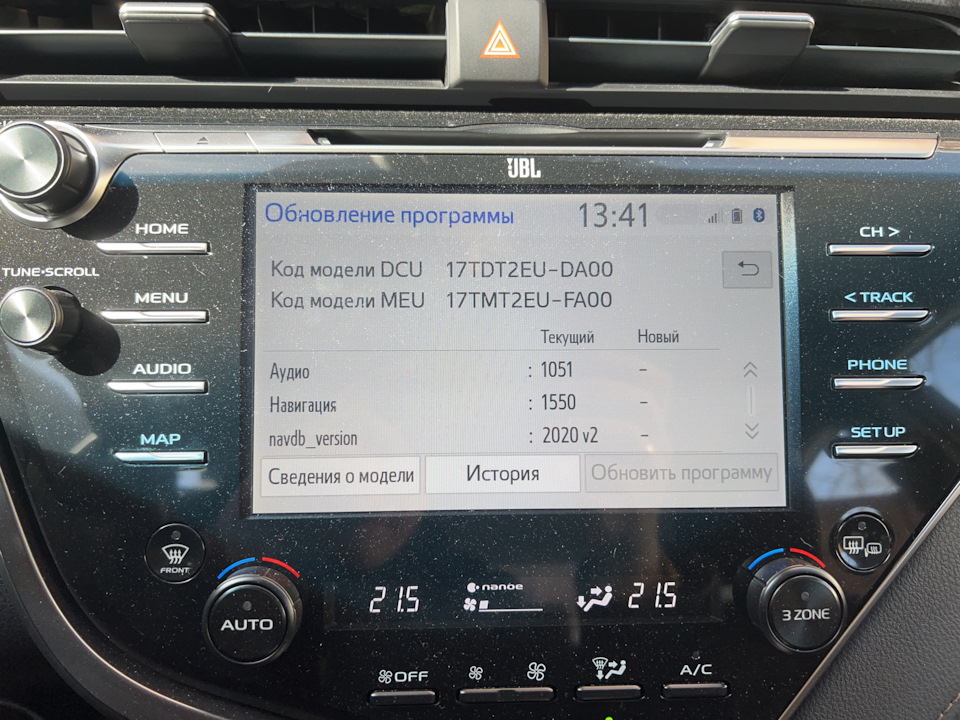 JBL
Обновление программы 13:41
Код модели DCU 17TDT2EU-DA00
Код модели MEU 17TMT2EU-FA00
Текущий Новый
Аудио : 1051 -
Навигация : 1550 -
navdb_version : 2020 v2 -
Сведения о модели История Обновить программу
HOME
TUNE•SCROLL
MENU
AUDIO
MAP
CH >
< TRACK
PHONE
SETUP
FRONT
AUTO
21.5
nanoe
21.5
3 ZONE
OFF
A/C